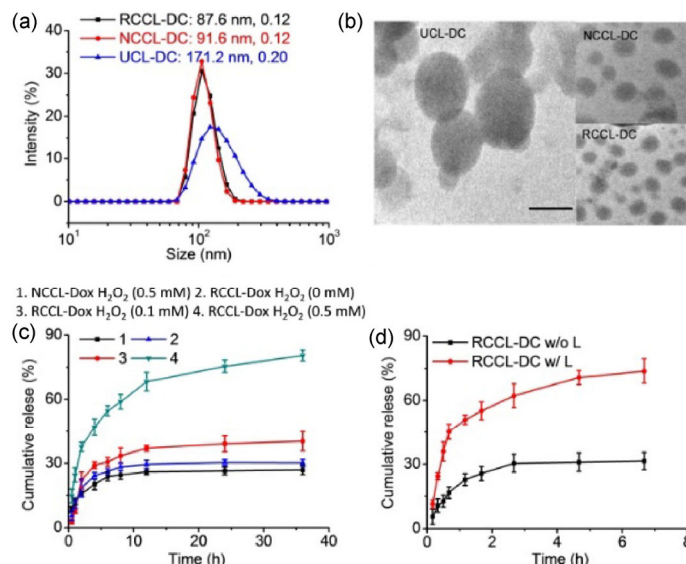 (a)
RCCL-DC: 87.6 nm, 0.12
NCCL-DC: 91.6 nm, 0.12
UCL-DC: 171.2 nm, 0.20
Intensity (%)
40
30
20
10
0
10¹ 10² 10³
Size (nm)
(b)
UCL-DC
NCCL-DC
RCCL-DC
1. NCCL-Dox H₂O₂ (0.5 mM) 2. RCCL-Dox H₂O₂ (0 mM)
3. RCCL-Dox H₂O₂ (0.1 mM) 4. RCCL-Dox H₂O₂ (0.5 mM)
(c)
1 2
3 4
Cumulative relese (%)
90
60
30
0
0 10 20 30 40
Time (h)
(d)
RCCL-DC w/o L
RCCL-DC w/ L
Cumulative relese (%)
90
60
30
0
0 2 4 6 8
Time (h)